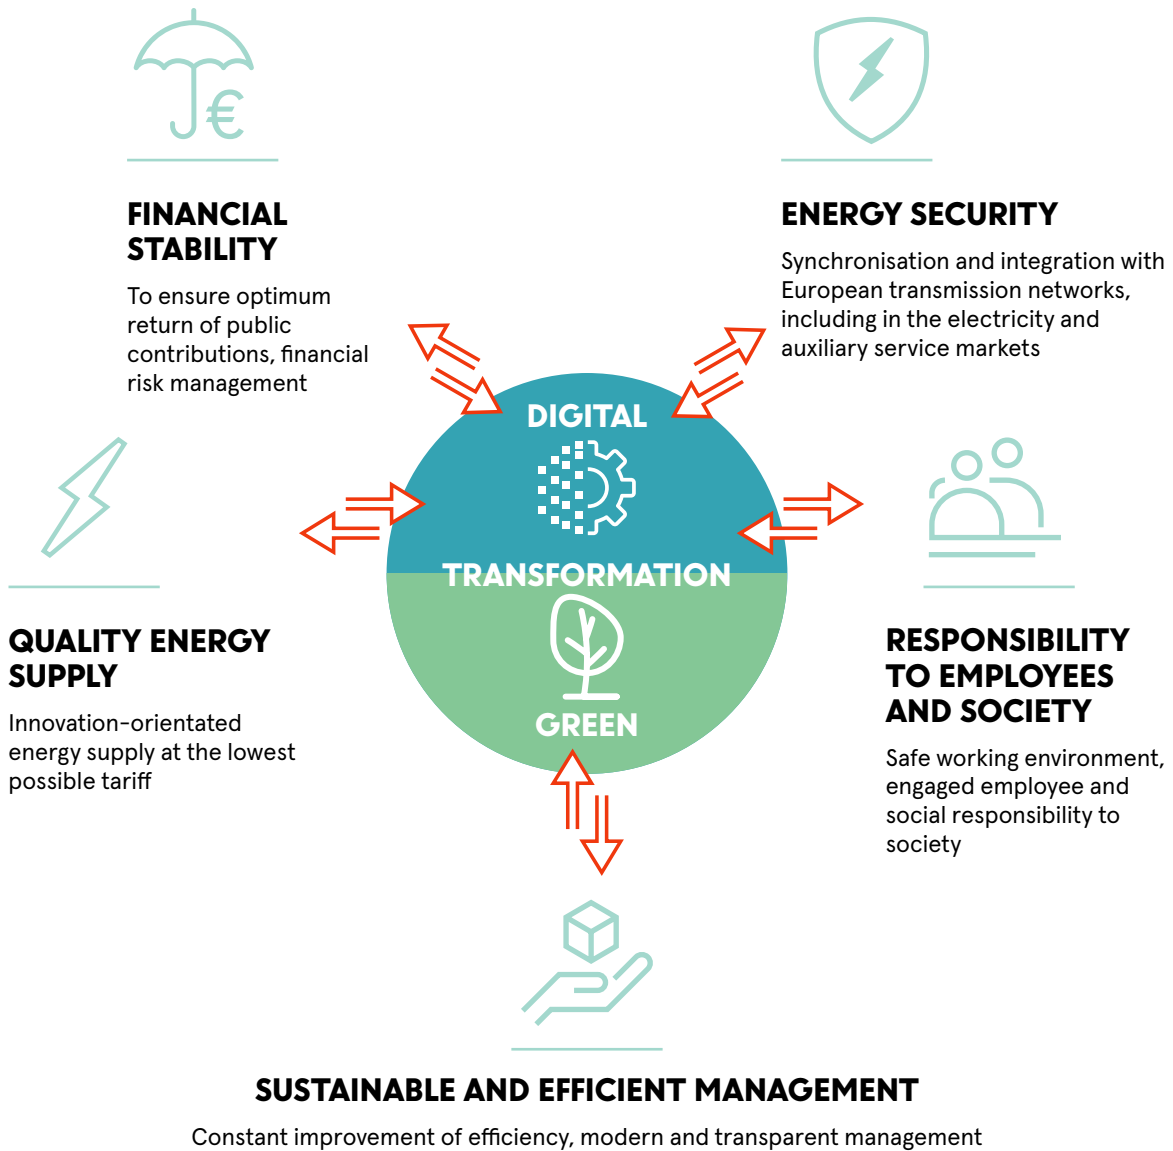 FINANCIAL
STABILITY
To ensure optimum
return of public
contributions, financial
risk management
ENERGY SECURITY
Synchronisation and integration with
European transmission networks,
including in the electricity and
auxiliary service markets
DIGITAL
TRANSFORMATION
GREEN
QUALITY ENERGY
SUPPLY
Innovation-orientated
energy supply at the lowest
possible tariff
RESPONSIBILITY
TO EMPLOYEES
AND SOCIETY
Safe working environment,
engaged employee and
social responsibility to
society
SUSTAINABLE AND EFFICIENT MANAGEMENT
Constant improvement of efficiency, modern and transparent management